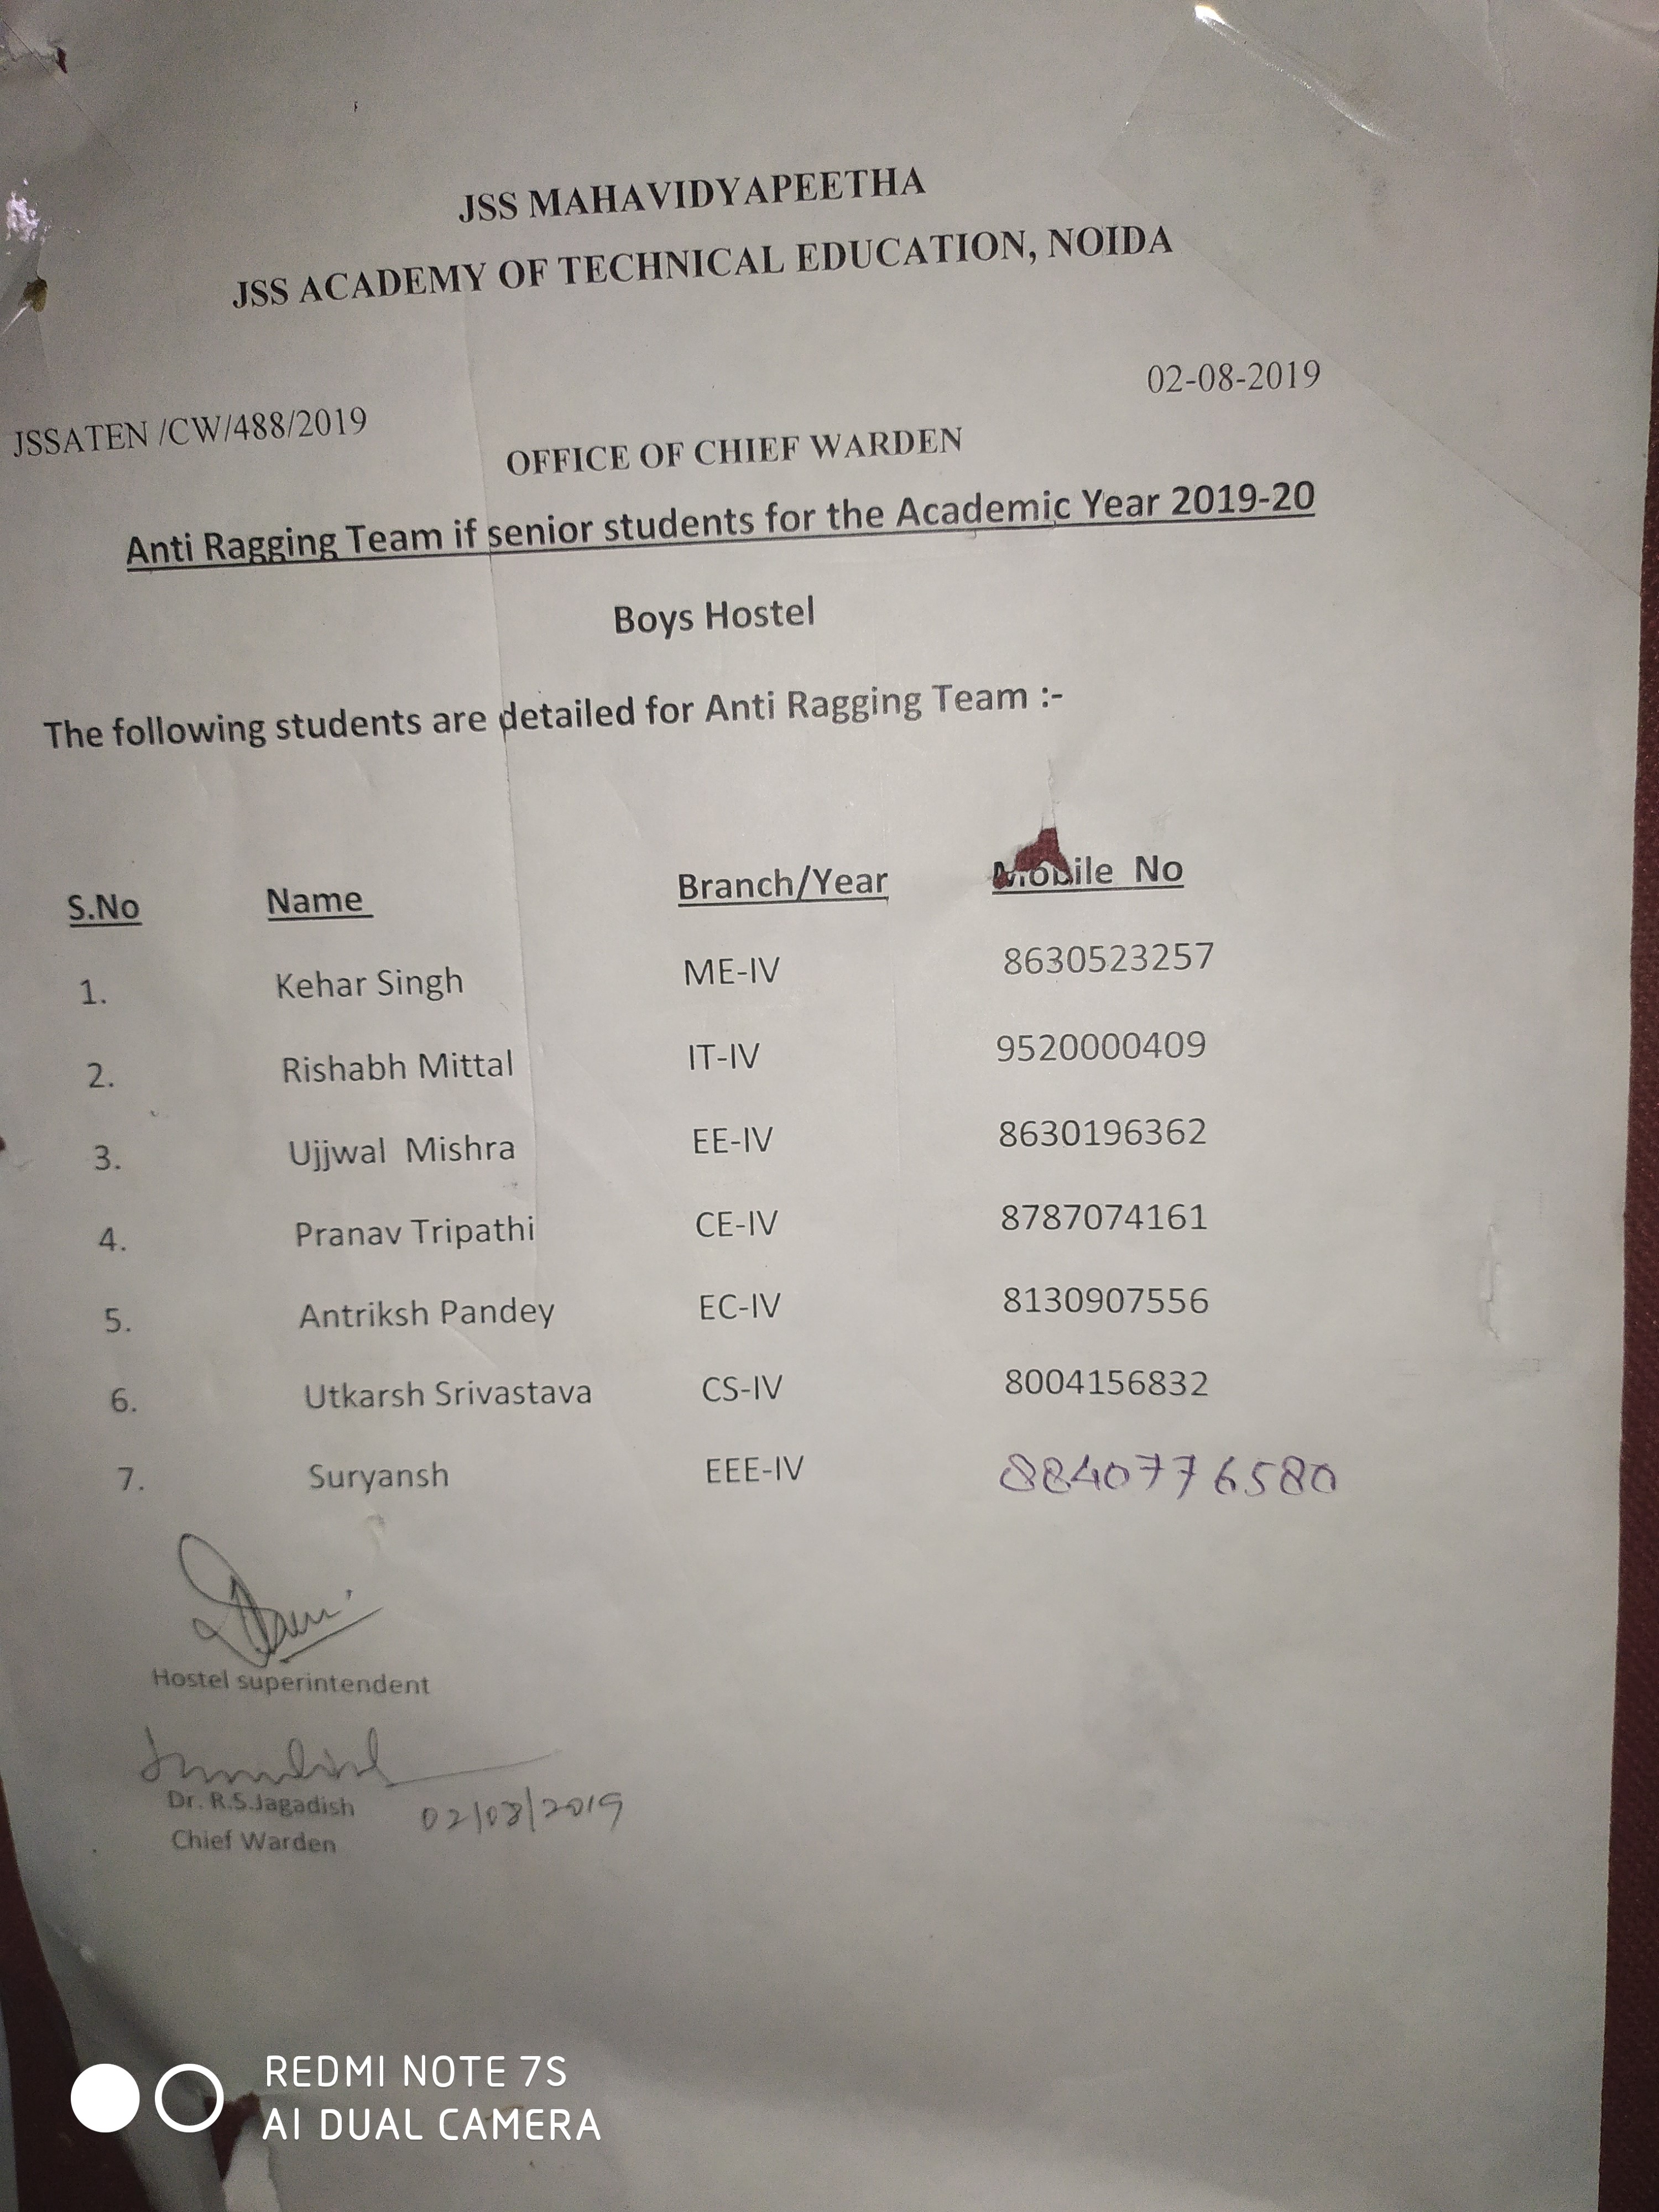 JSS MAHAVIDYAPEETHA
JSS ACADEMY OF TECHNICAL EDUCATION, NOIDA
02-08-2019
JSSATEN /CW/488/2019
OFFICE OF CHIEF WARDEN
Anti Ragging Team if senior students for the Academic Year 2019-20
Boys Hostel
The following students are detailed for Anti Ragging Team :-
S.No Name Branch/Year Mobile No
1. Kehar Singh ME-IV 8630523257
2. Rishabh Mittal IT-IV 9520000409
3. Ujjwal Mishra EE-IV 8630196362
4. Pranav Tripathi CE-IV 8787074161
5. Antriksh Pandey EC-IV 8130907556
6. Utkarsh Srivastava CS-IV 8004156832
7. Suryansh EEE-IV 8840776580
Hostel superintendent
Dr. R.S.Jagadish 02/08/2019
Chief Warden
REDMI NOTE 7S
AI DUAL CAMERA